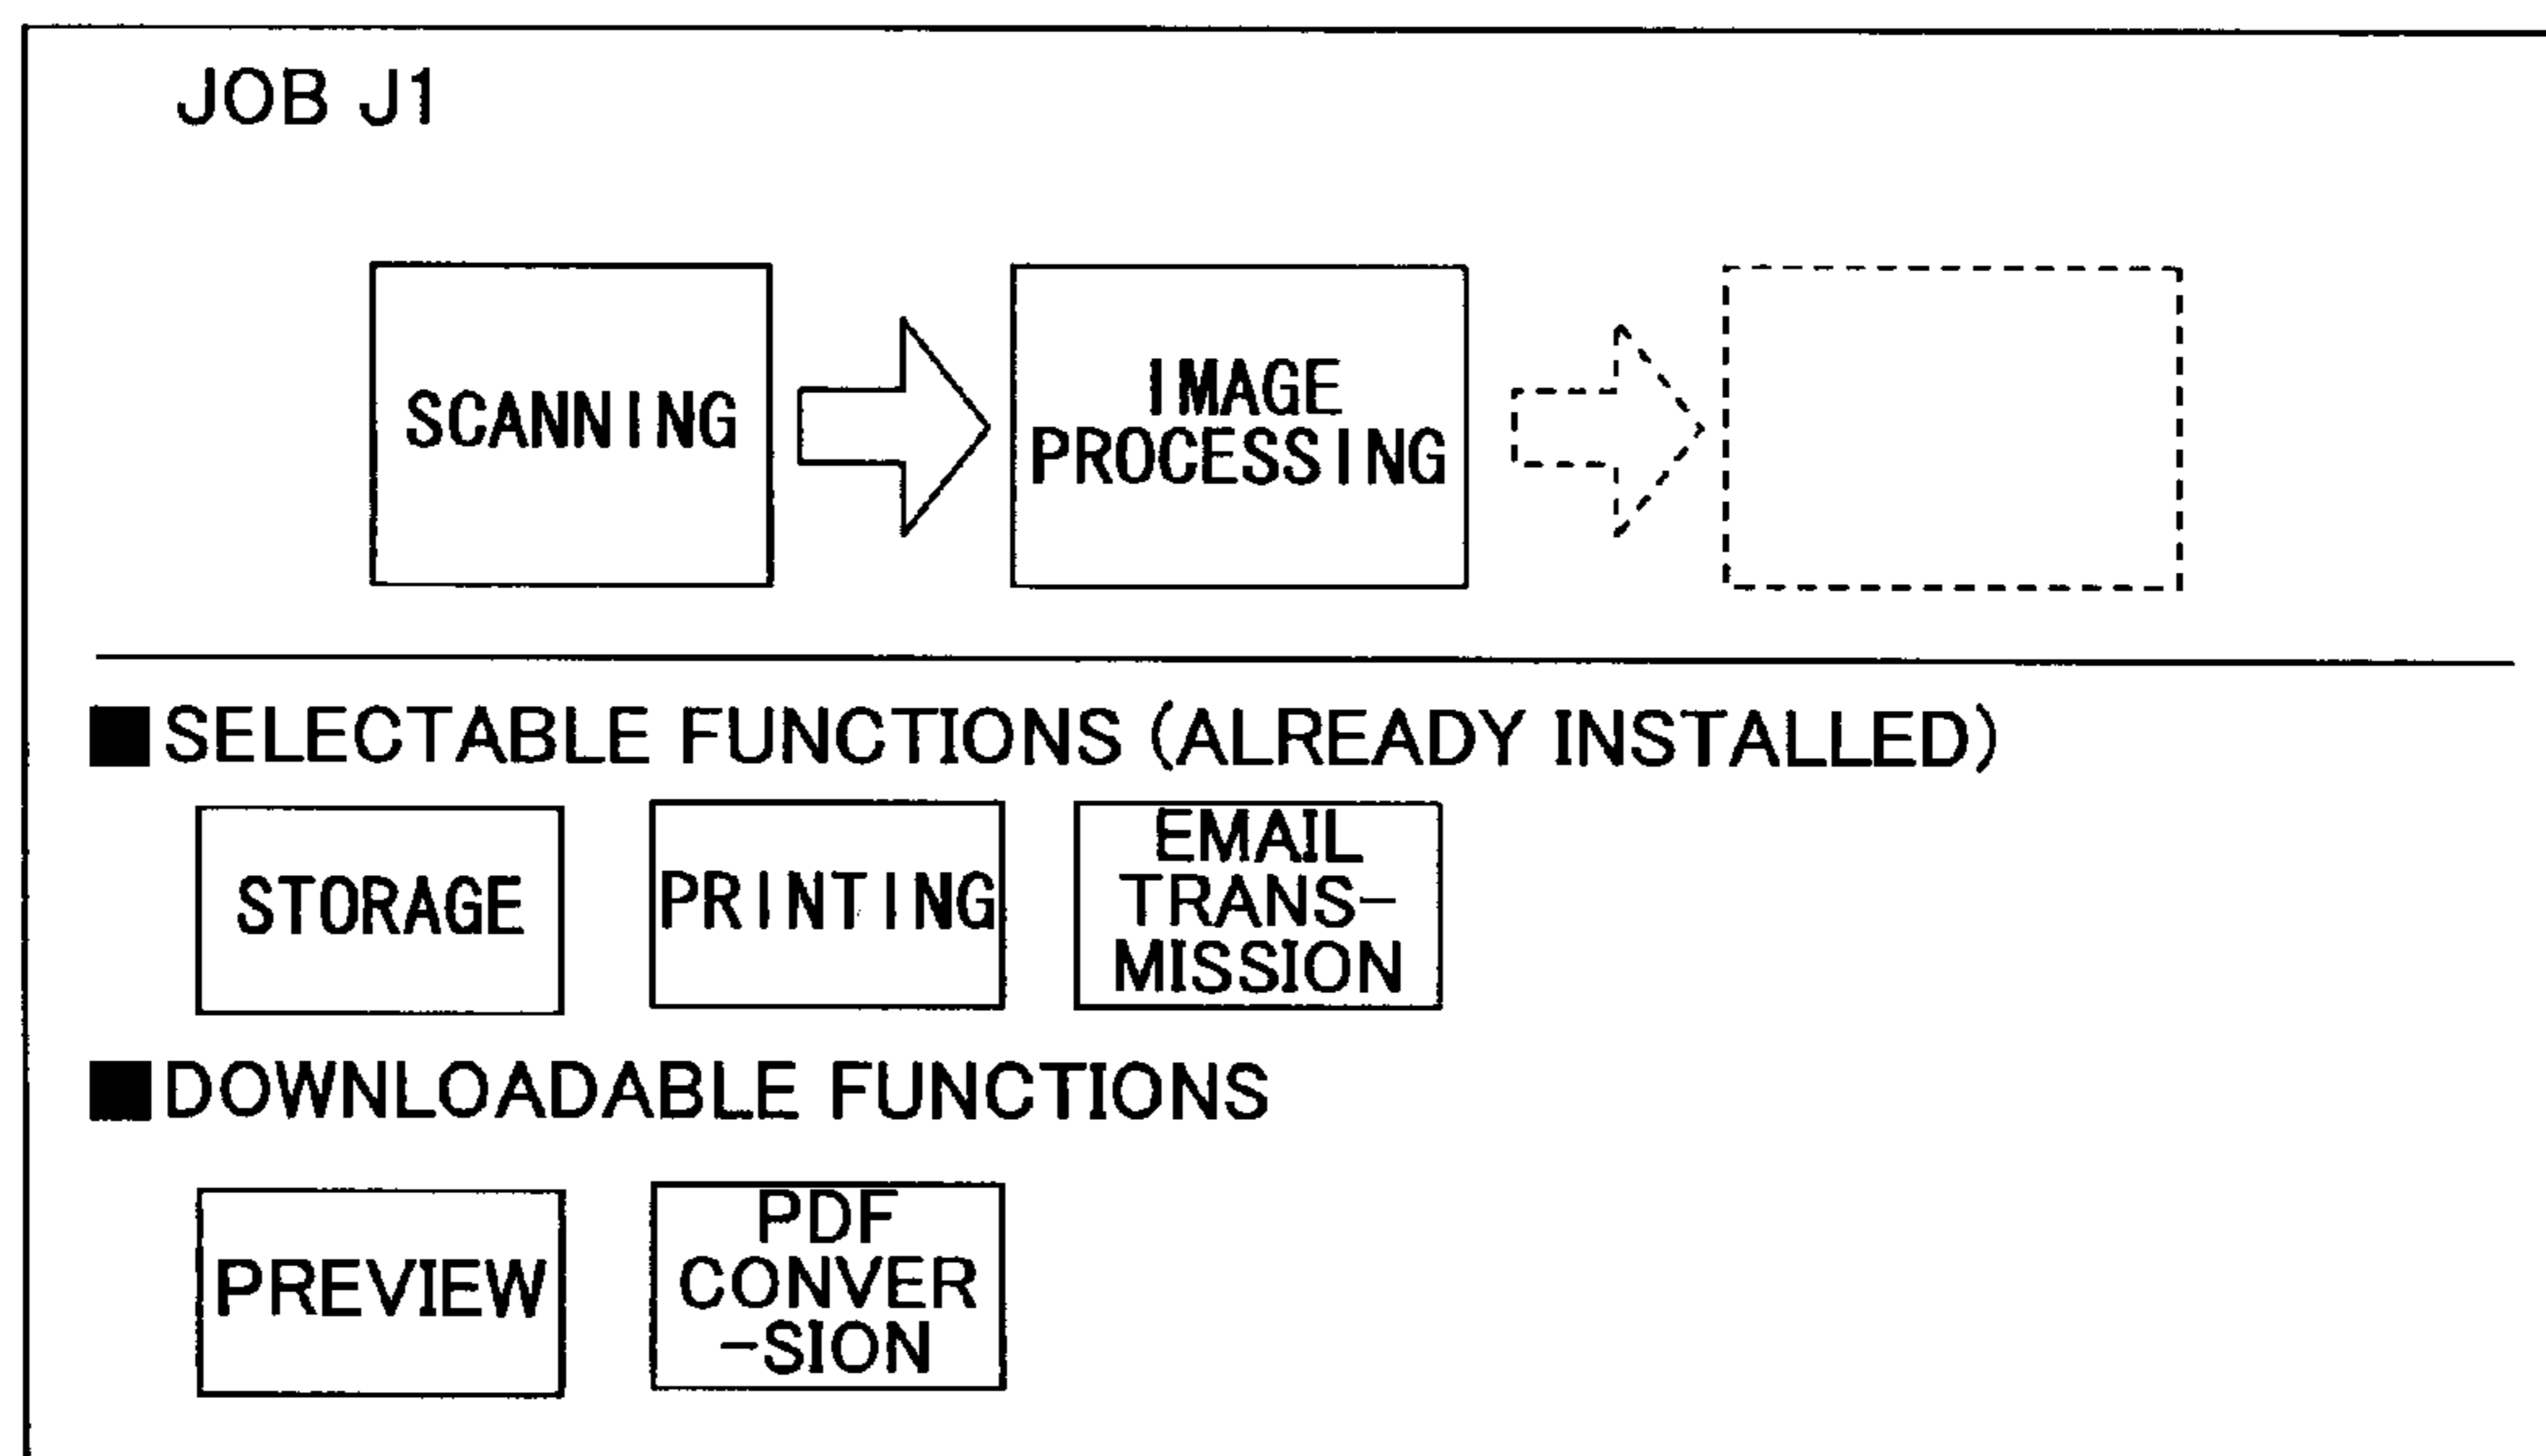 JOB J1
SCANNING
IMAGE
PROCESSING
■SELECTABLE FUNCTIONS (ALREADY INSTALLED)
STORAGE
PRINTING
EMAIL
TRANS-
MISSION
■DOWNLOADABLE FUNCTIONS
PREVIEW
PDF
CONVER
-SION